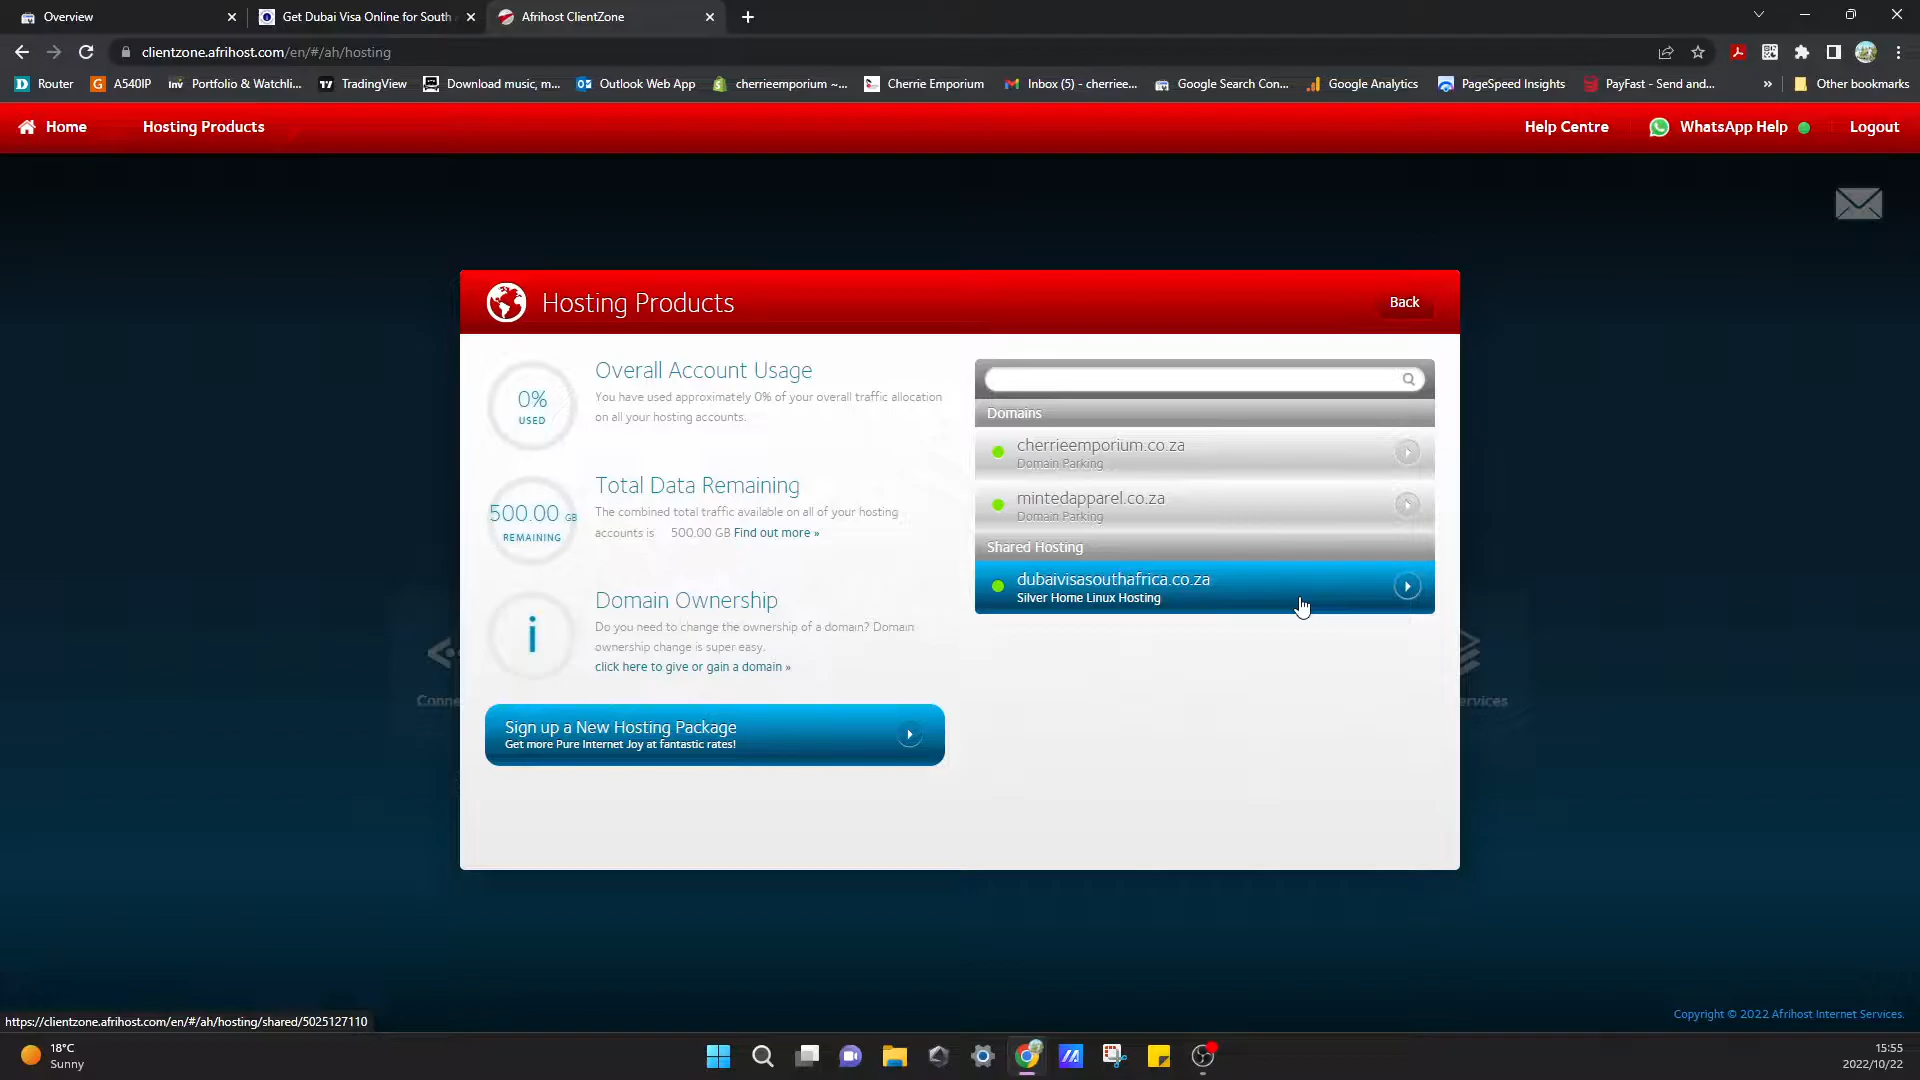 Overview
Get Dubai Visa Online for South
Afrihost ClientZone
clientzone.afrihost.com/en/#/ah/hosting
Router
A540IP
Inv Portfolio & Watchli...
TradingView
Download music, m...
Outlook Web App
cherrieemporium ~...
Cherrie Emporium
Inbox (5) - cherriee...
Google Search Con...
Google Analytics
PageSpeed Insights
PayFast - Send and...
»
Other bookmarks
Home
Hosting Products
Help Centre
WhatsApp Help
Logout
Hosting Products
Back
0%
USED
Overall Account Usage
You have used approximately 0% of your overall traffic allocation
on all your hosting accounts.
500.00 GB
REMAINING
Total Data Remaining
The combined total traffic available on all of your hosting
accounts is 500.00 GB Find out more »
i
Domain Ownership
Do you need to change the ownership of a domain? Domain
ownership change is super easy.
click here to give or gain a domain »
Sign up a New Hosting Package
Get more Pure Internet Joy at fantastic rates!
Domains
cherrieemporium.co.za
Domain Parking
mintedapparel.co.za
Domain Parking
Shared Hosting
dubaivisasouthafrica.co.za
Silver Home Linux Hosting
Conne
ervices
https://clientzone.afrihost.com/en/#/ah/hosting/shared/5025127110
Copyright © 2022 Afrihost Internet Services.
18°C
Sunny
15:55
2022/10/22